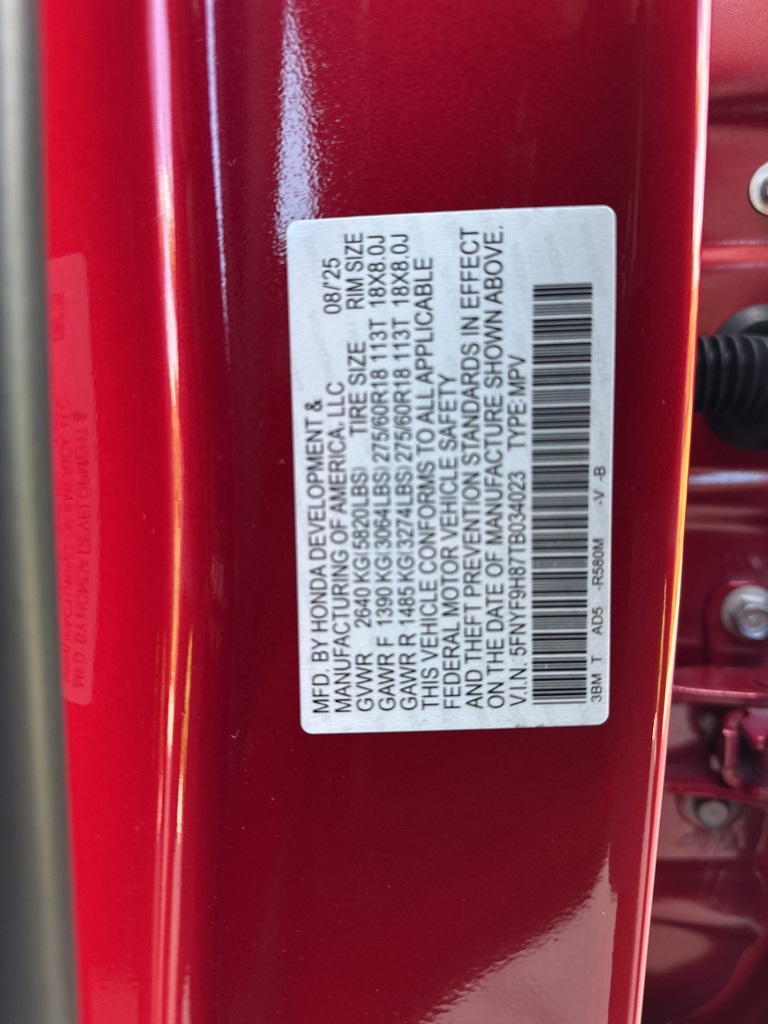 MFD. BY HONDA DEVELOPMENT &
MANUFACTURING OF AMERICA, LLC 08/'25
GVWR 2640 KG(5820LBS) TIRE SIZE RIM SIZE
GAWR F 1390 KG(3064LBS) 275/60R18 113T 18X8.0J
GAWR R 1485 KG(3274LBS) 275/60R18 113T 18X8.0J
THIS VEHICLE CONFORMS TO ALL APPLICABLE
FEDERAL MOTOR VEHICLE SAFETY
AND THEFT PREVENTION STANDARDS IN EFFECT
ON THE DATE OF MANUFACTURE SHOWN ABOVE.
V.I.N.: 5FNYF9H87TB034023 TYPE:MPV
3BM T AD5 -R580M -V -B